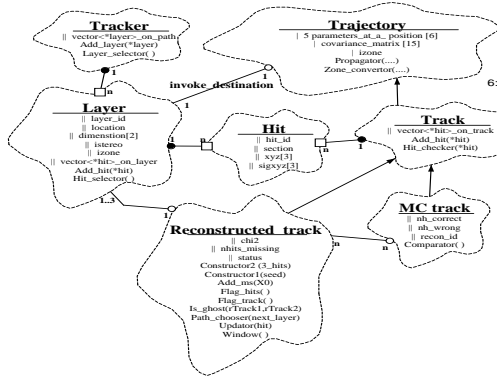 Tracker
|| vector<*layer>_on_path
Add_layer(*layer)
Layer_selector( )
1
n
Trajectory
| 5 parameters_at_a_ position [6]
| covariance_matrix [15]
| izone
Propagator(....)
Zone_convertor(....)
1
invoke_destination
1
6:
Layer
|| layer_id
|| location
|| dimenstion[2]
|| istereo
|| izone
|| vector<*hit>_on_layer
Add_hit(*hit)
Hit_selector( )
1
n
Hit
|| hit_id
|| section
|| xyz[3]
|| sigxyz[3]
n
1
Track
|| vector<*hit>_on_track
Add_hit(*hit)
Hit_checker(*hit)
1..3
1
Reconstructed_track
|| chi2
|| nhits_missing
|| status
Constructor2 (3_hits)
Constructor1(seed)
Add_ms(X0)
Flag_hits( )
Flag_track( )
Is_ghost(rTrack1,rTrack2)
Path_chooser(next_layer)
Updator(hit)
Window( )
n
n
MC track
|| nh_correct
|| nh_wrong
|| recon_id
Comparator( )